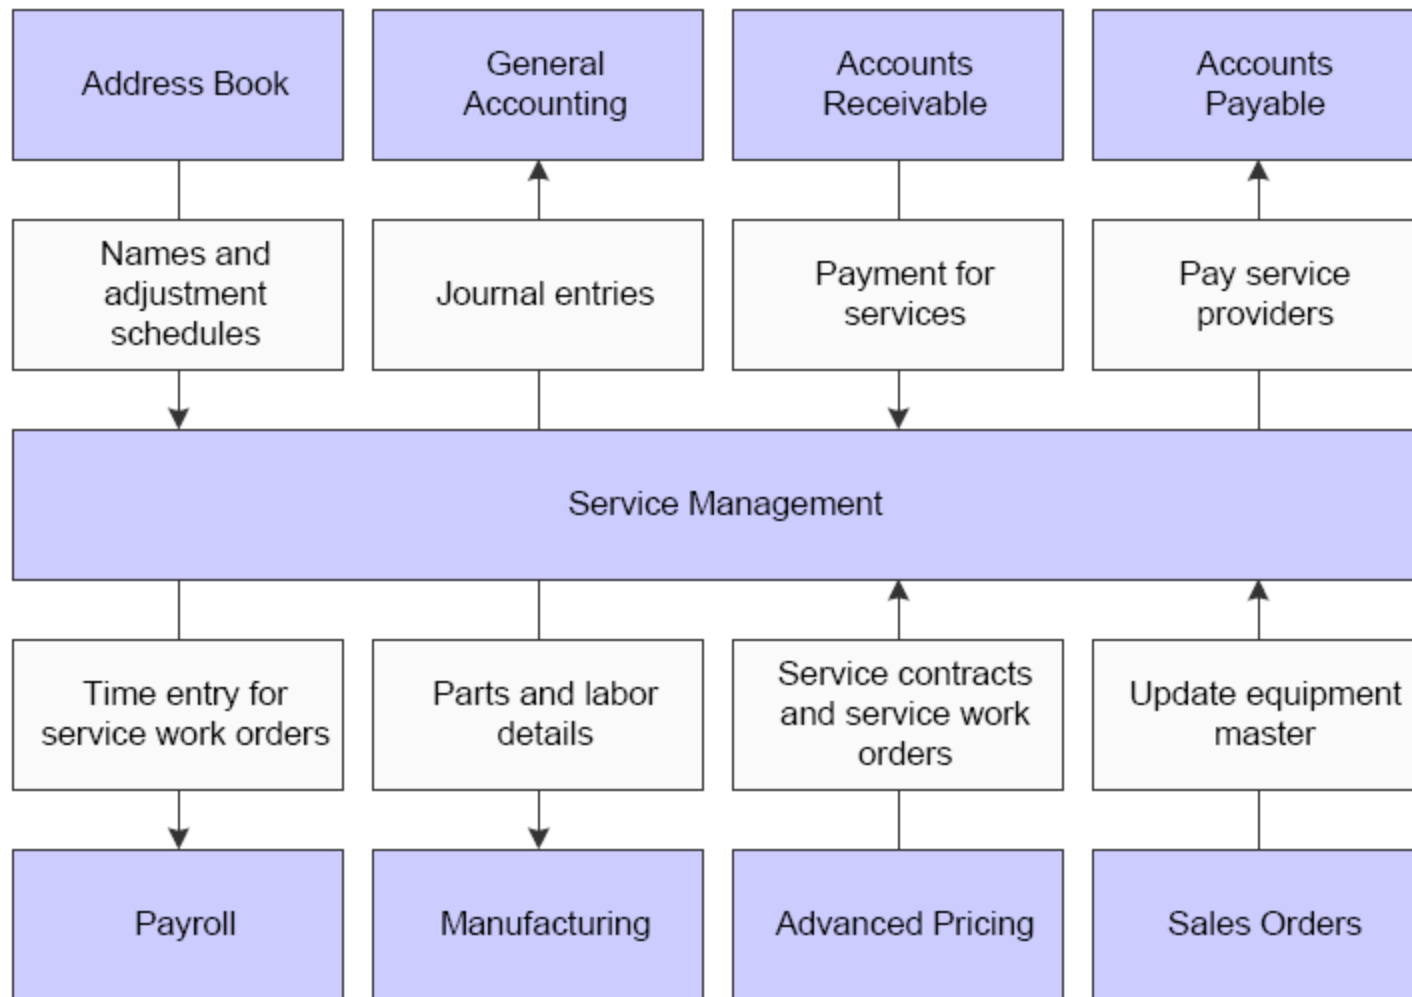 Address Book
General
Accounting
Accounts
Receivable
Accounts
Payable
Names and
adjustment
schedules
Journal entries
Payment for
services
Pay service
providers
Service Management
Time entry for
service work orders
Parts and labor
details
Service contracts
and service work
orders
Update equipment
master
Payroll
Manufacturing
Advanced Pricing
Sales Orders